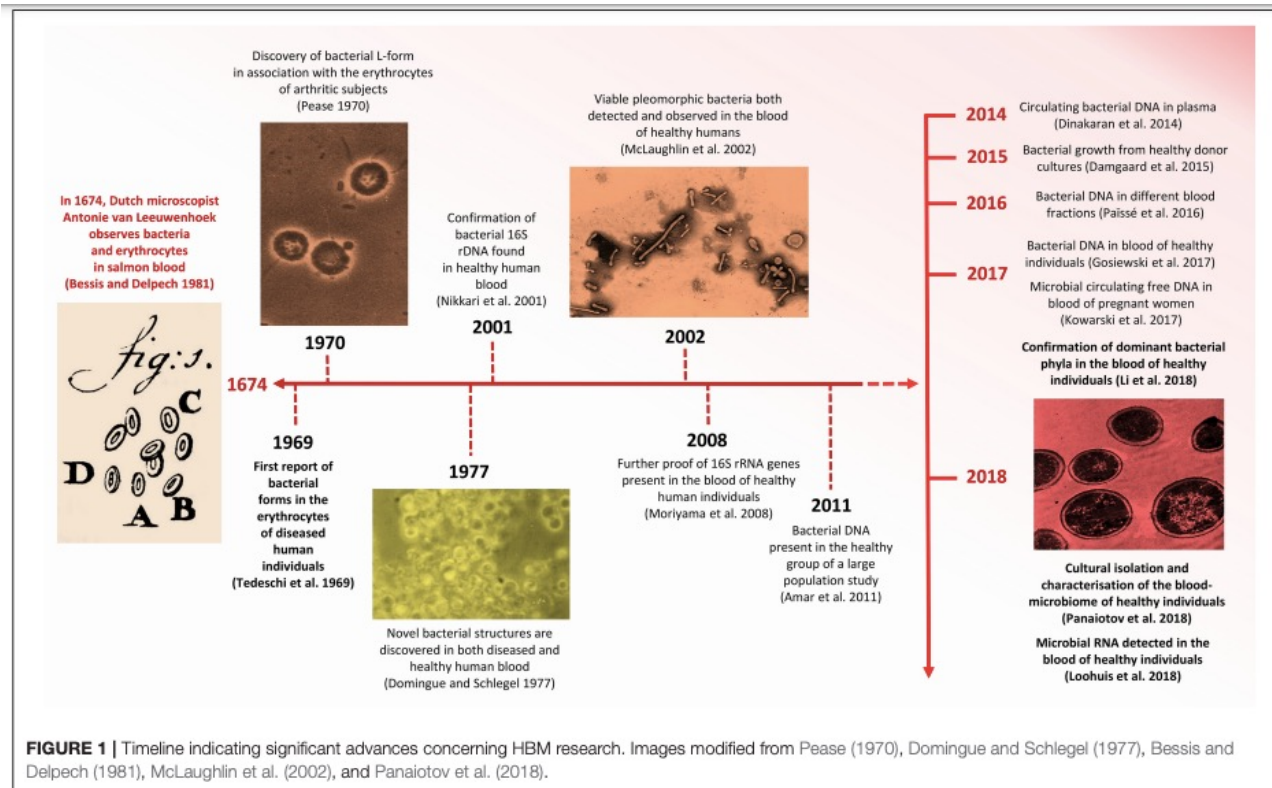 Discovery of bacterial L-form
in association with the erythrocytes
of arthritic subjects
(Pease 1970)
Viable pleomorphic bacteria both
detected and observed in the blood
of healthy humans
(McLaughlin et al. 2002)
In 1674, Dutch microscopist
Antonie van Leeuwenhoek
observes bacteria
and erythrocytes
in salmon blood
(Bessis and Delpech 1981)
Confirmation of
bacterial 16S
rDNA found
in healthy human
blood
(Nikkari et al. 2001)
fig:1.
C
D
A
B
1674
1970
2001
2002
1969
First report of
bacterial
forms in the
erythrocytes
of diseased
human
individuals
(Tedeschi et al. 1969)
1977
Novel bacterial structures are
discovered in both diseased and
healthy human blood
(Domingue and Schlegel 1977)
2008
Further proof of 16S rRNA genes
present in the blood of healthy
human individuals
(Moriyama et al. 2008)
2011
Bacterial DNA
present in the healthy
group of a large
population study
(Amar et al. 2011)
2014
Circulating bacterial DNA in plasma
(Dinakaran et al. 2014)
2015
Bacterial growth from healthy donor
cultures (Damgaard et al. 2015)
2016
Bacterial DNA in different blood
fractions (Païssé et al. 2016)
2017
Bacterial DNA in blood of healthy
individuals (Gosiewski et al. 2017)
Microbial circulating free DNA in
blood of pregnant women
(Kowarski et al. 2017)
2018
Confirmation of dominant bacterial
phyla in the blood of healthy
individuals (Li et al. 2018)
Cultural isolation and
characterisation of the blood-
microbiome of healthy individuals
(Panaiotov et al. 2018)
Microbial RNA detected in the
blood of healthy individuals
(Loohuis et al. 2018)
FIGURE 1 | Timeline indicating significant advances concerning HBM research. Images modified from Pease (1970), Domingue and Schlegel (1977), Bessis and
Delpech (1981), McLaughlin et al. (2002), and Panaiotov et al. (2018).